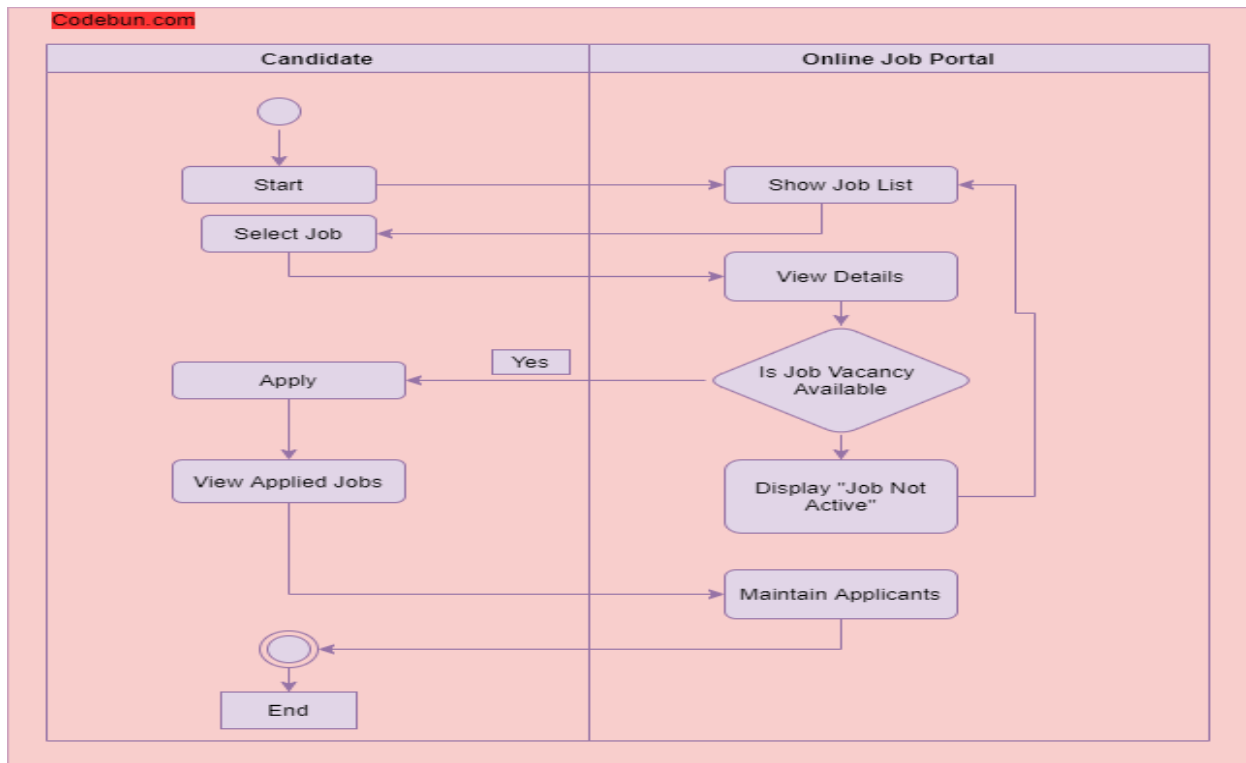 Codebun.com
Candidate
Online Job Portal
Start
Show Job List
Select Job
View Details
Yes
Is Job Vacancy
Available
Apply
View Applied Jobs
Display "Job Not
Active"
Maintain Applicants
End